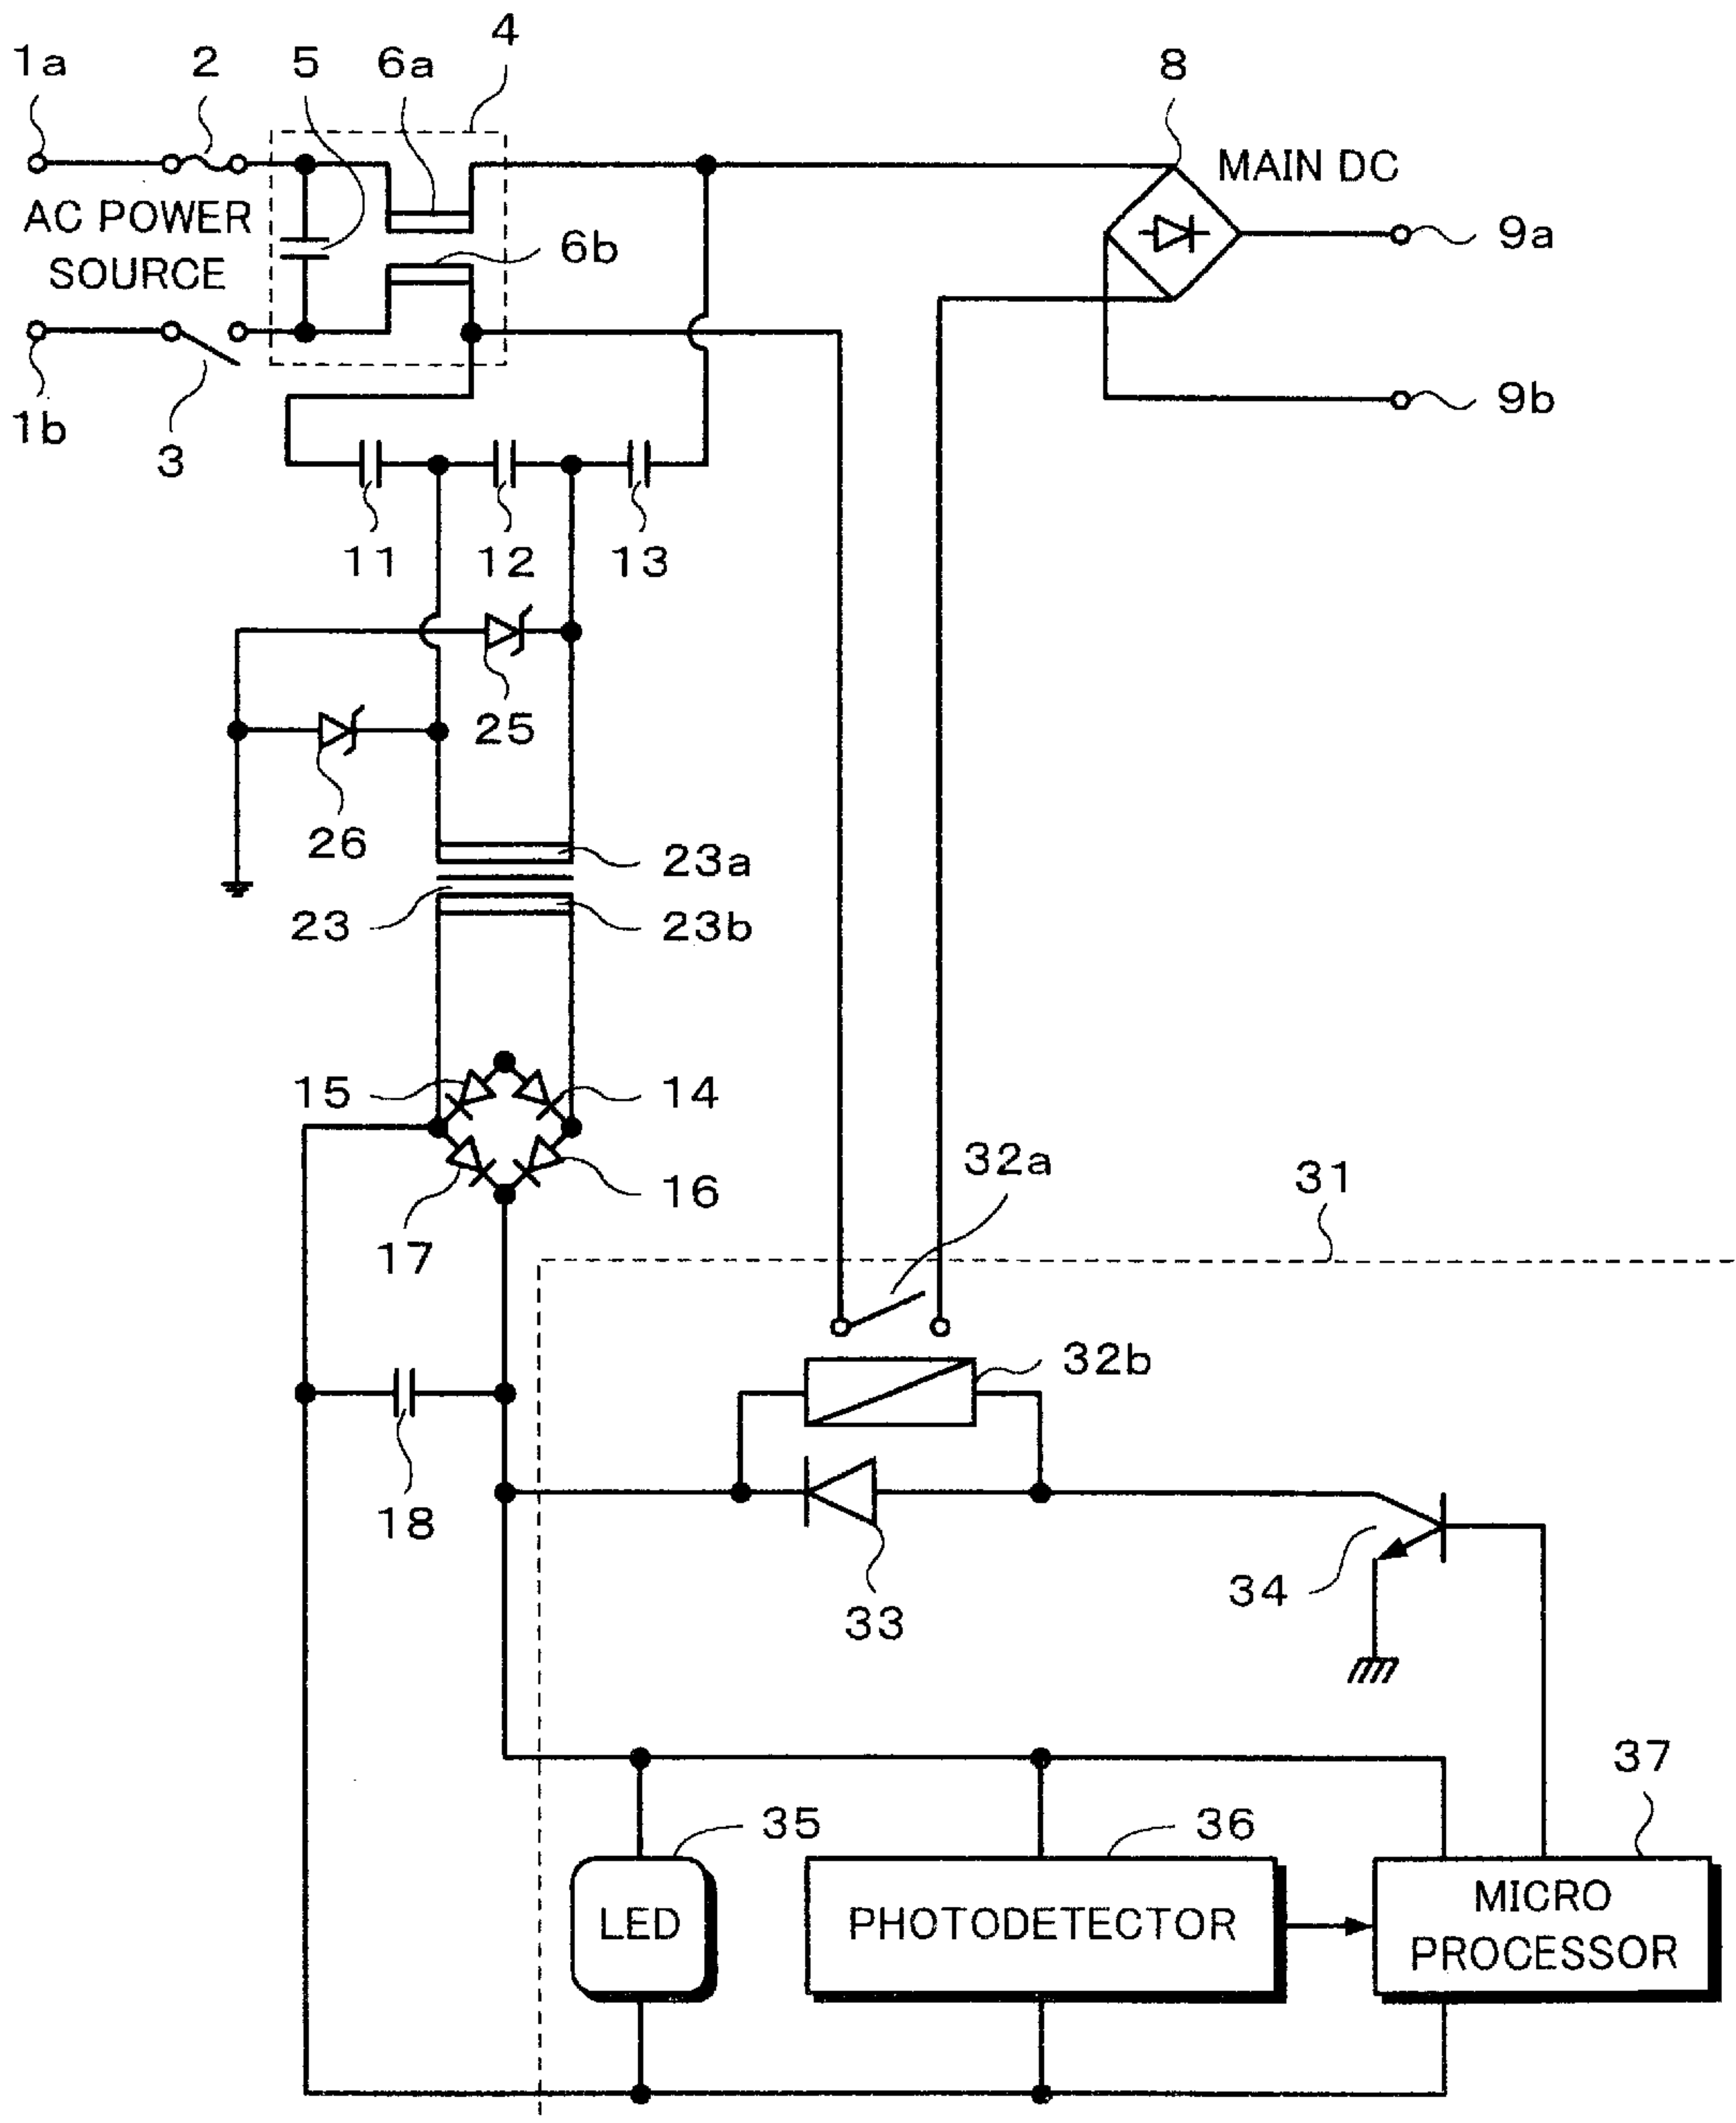 4
1a
2
5
6a
8
MAIN DC
AC POWER
SOURCE
6b
9a
1b
3
9b
11
12
13
25
26
23a
23
23b
15
14
32a
31
17
16
32b
18
34
33
37
35
36
LED
PHOTODETECTOR
MICRO
PROCESSOR